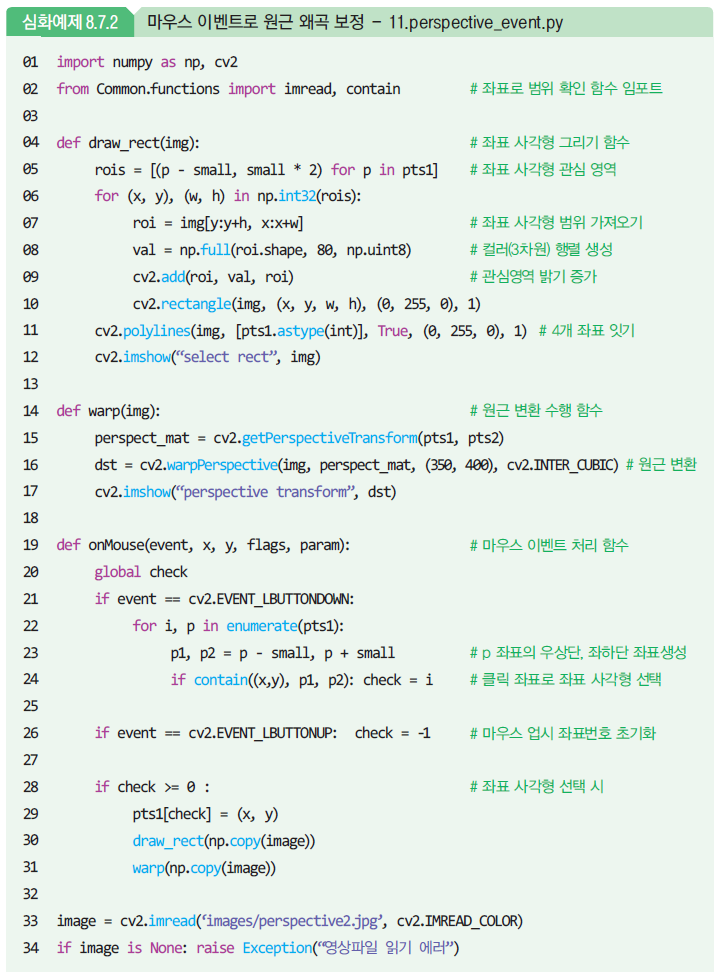 심화예제 8.7.2 마우스 이벤트로 원근 왜곡 보정 – 11.perspective_event.py
01 import numpy as np, cv2
02 from Common.functions import imread, contain # 좌표로 범위 확인 함수 임포트
03
04 def draw_rect(img): # 좌표 사각형 그리기 함수
05     rois = [(p - small, small * 2) for p in pts1] # 좌표 사각형 관심 영역
06     for (x, y), (w, h) in np.int32(rois):
07         roi = img[y:y+h, x:x+w] # 좌표 사각형 범위 가져오기
08         val = np.full(roi.shape, 80, np.uint8) # 컬러(3차원) 행렬 생성
09         cv2.add(roi, val, roi) # 관심영역 밝기 증가
10         cv2.rectangle(img, (x, y, w, h), (0, 255, 0), 1)
11     cv2.polylines(img, [pts1.astype(int)], True, (0, 255, 0), 1) # 4개 좌표 잇기
12     cv2.imshow(“select rect”, img)
13
14 def warp(img): # 원근 변환 수행 함수
15     perspect_mat = cv2.getPerspectiveTransform(pts1, pts2)
16     dst = cv2.warpPerspective(img, perspect_mat, (350, 400), cv2.INTER_CUBIC) # 원근 변환
17     cv2.imshow(“perspective transform”, dst)
18
19 def onMouse(event, x, y, flags, param): # 마우스 이벤트 처리 함수
20     global check
21     if event == cv2.EVENT_LBUTTONDOWN:
22         for i, p in enumerate(pts1):
23             p1, p2 = p - small, p + small # p 좌표의 우상단, 좌하단 좌표생성
24             if contain((x,y), p1, p2): check = i # 클릭 좌표로 좌표 사각형 선택
25
26     if event == cv2.EVENT_LBUTTONUP:  check = -1 # 마우스 업시 좌표번호 초기화
27
28     if check >= 0 : # 좌표 사각형 선택 시
29         pts1[check] = (x, y)
30         draw_rect(np.copy(image))
31         warp(np.copy(image))
32
33 image = cv2.imread(‘images/perspective2.jpg’, cv2.IMREAD_COLOR)
34 if image is None: raise Exception(“영상파일 읽기 에러”)